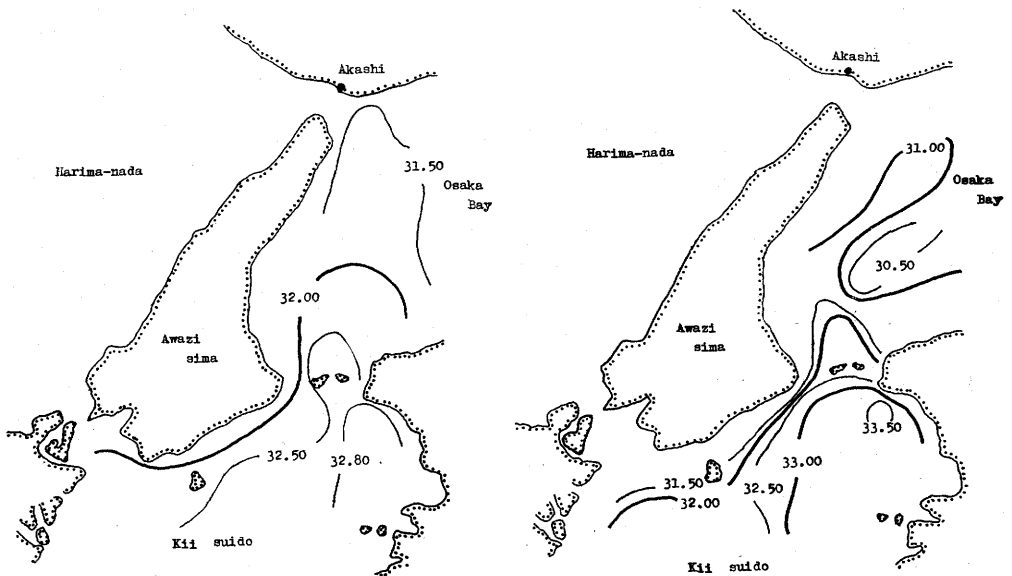 Akashi
Harima-nada
31.50
Osaka
Bay
32.00
Awazi
sima
32.50
32.80
Kii suido
Akashi
Harima-nada
31.00
Osaka
Bay
30.50
Awazi
sima
33.50
33.00
31.50
32.50
32.00
Kii suido